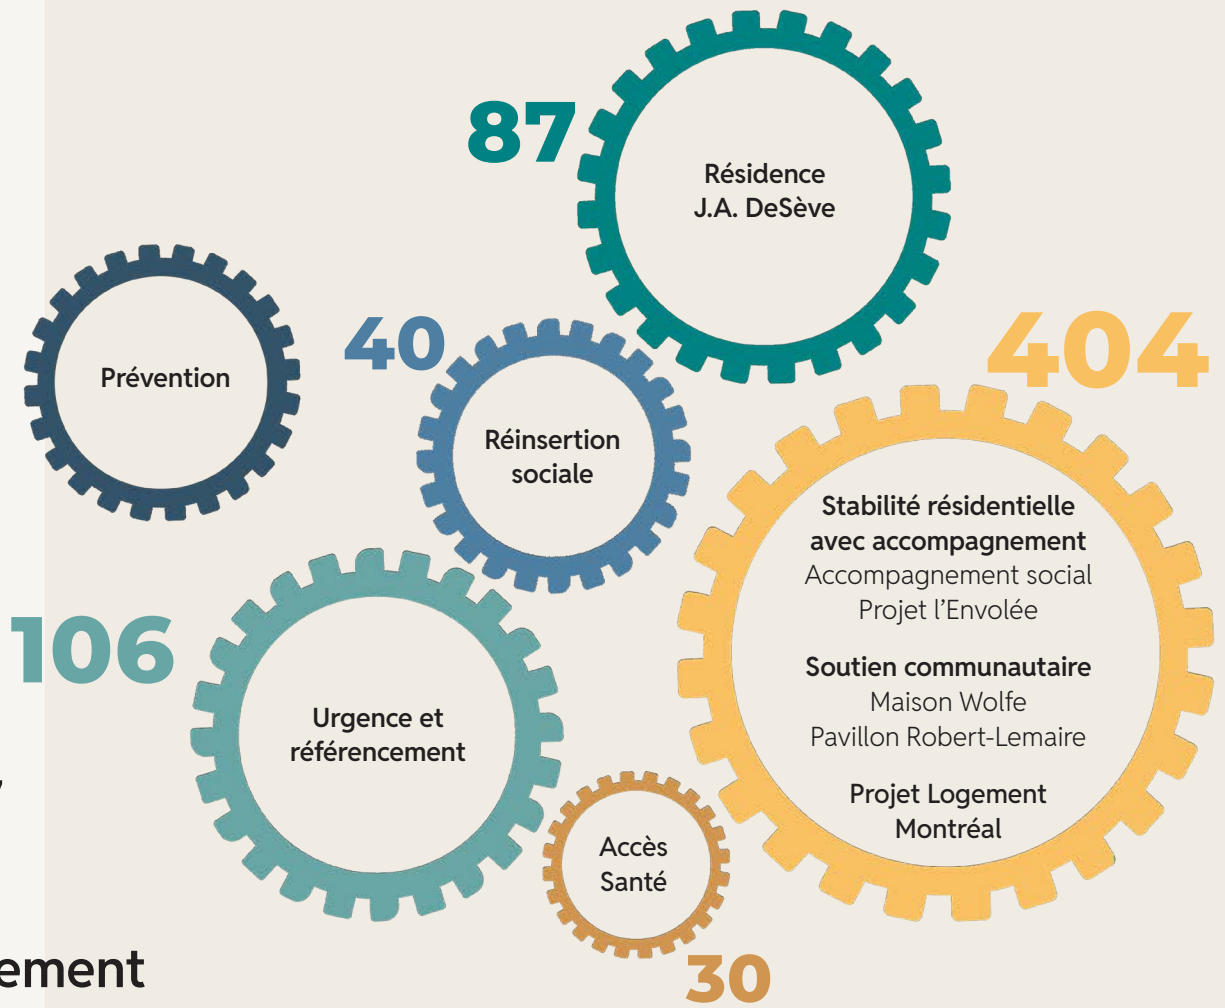 87
Résidence
J.A. DeSève
Prévention
40
Réinsertion
sociale
404
Stabilité résidentielle
avec accompagnement
Accompagnement social
Projet l’Envolée
Soutien communautaire
Maison Wolfe
Pavillon Robert-Lemaire
Projet Logement
Montréal
106
Urgence et
référencement
,
Accès
Santé
30
ement